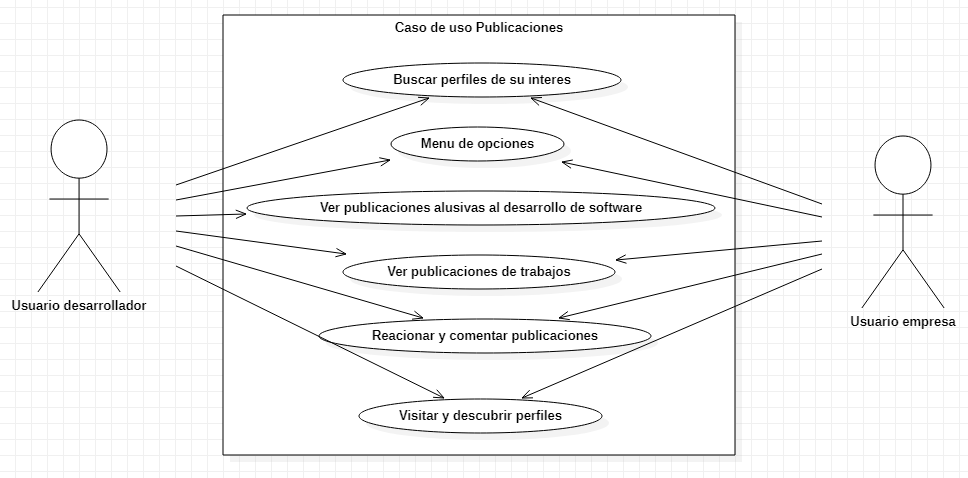 Caso de uso Publicaciones
Buscar perfiles de su interes
Menu de opciones
Ver publicaciones alusivas al desarrollo de software
Ver publicaciones de trabajos
Reacionar y comentar publicaciones
Visitar y descubrir perfiles
Usuario desarrollador
Usuario empresa